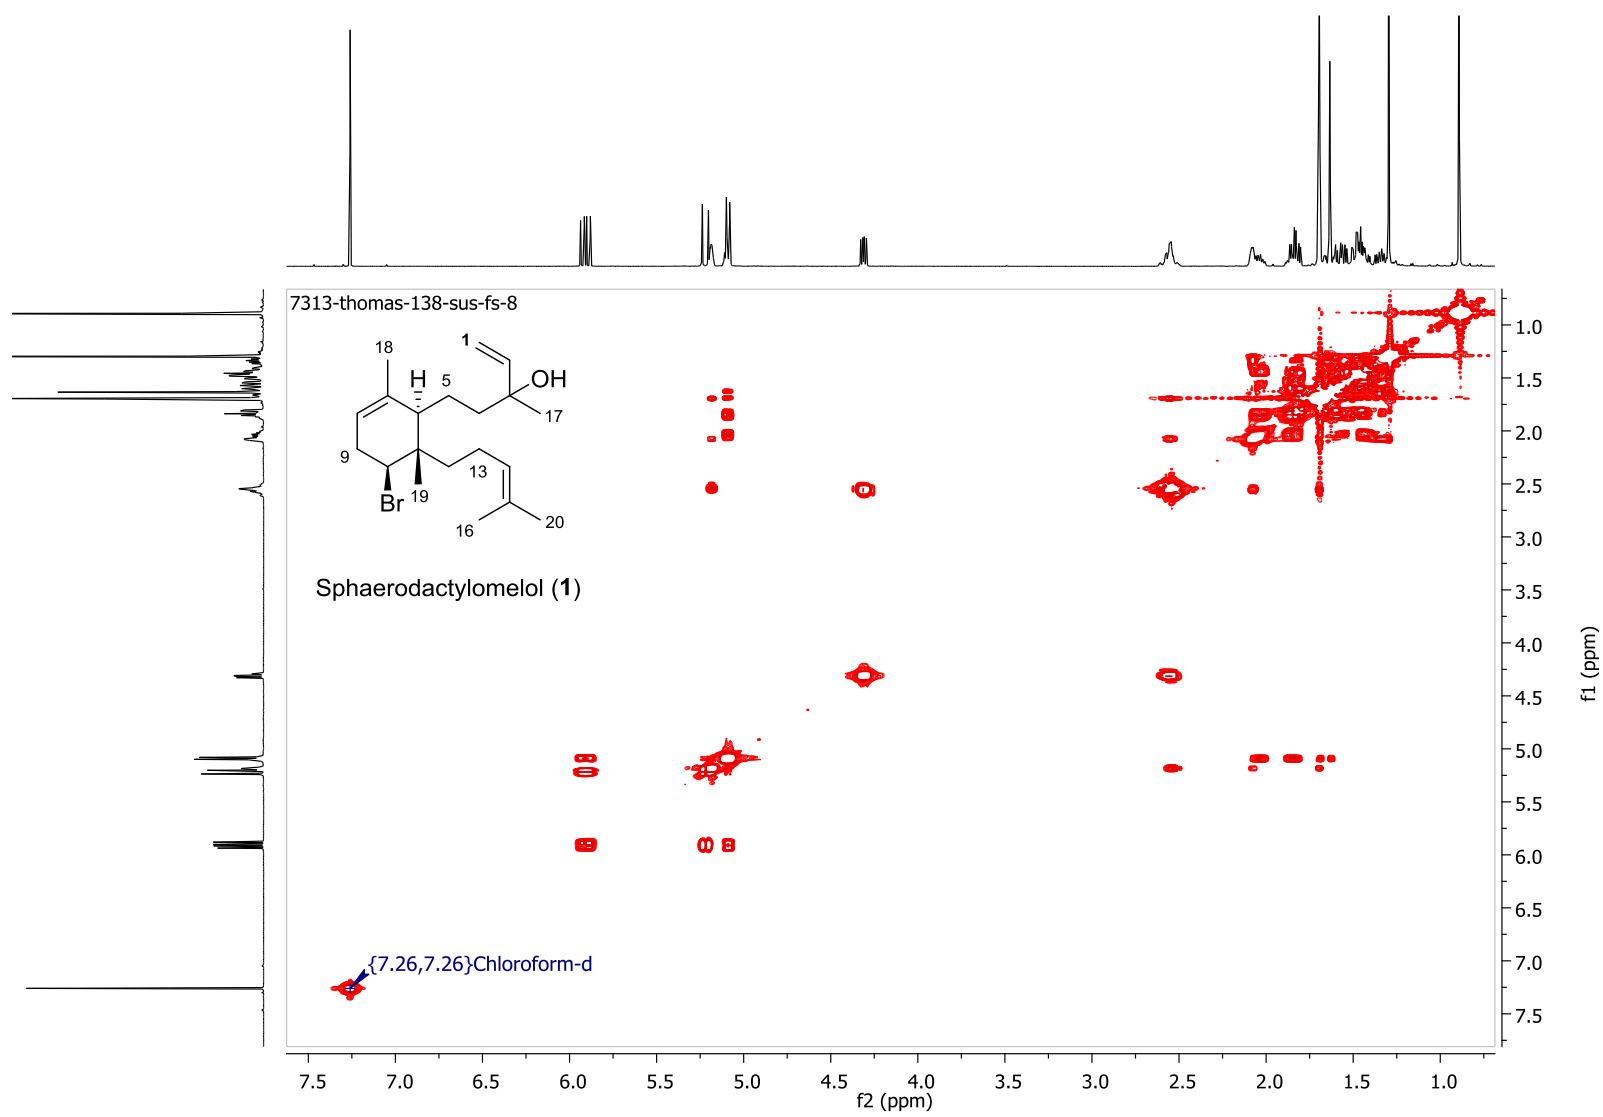 7313-thomas-138-sus-fs-8
18
1
H
5
OH
17
9
13
19
Br
16
20
Sphaerodactylomelol (1)
{7.26,7.26}Chloroform-d
1.0
1.5
2.0
2.5
3.0
3.5
4.0
4.5
5.0
5.5
6.0
6.5
7.0
7.5
f1 (ppm)
7.5 7.0 6.5 6.0 5.5 5.0 4.5 4.0 3.5 3.0 2.5 2.0 1.5 1.0
f2 (ppm)